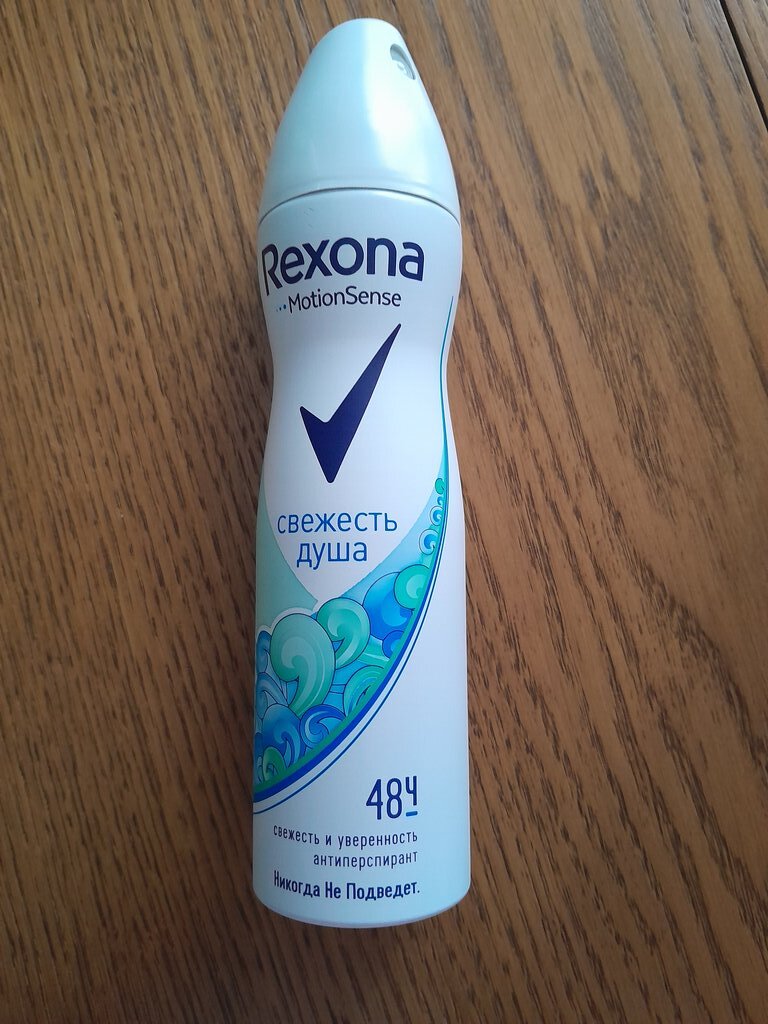 Rexona
MotionSense
свежесть
душа
48ч
свежесть и уверенность
антиперспирант
Никогда Не Подведет.